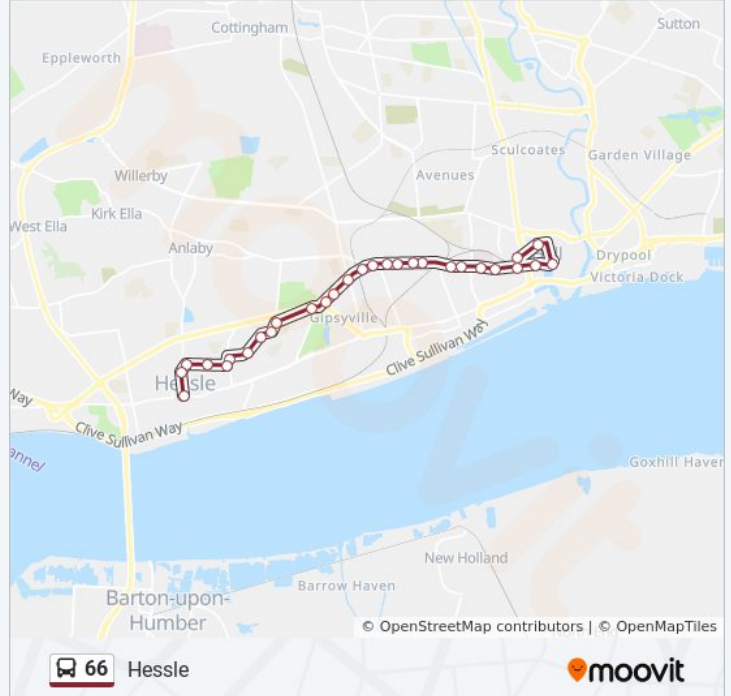 Cottingham
Sutton
Eppleworth
Sculcoates
Garden Village
Willerby
Avenues
Kirk Ella
West Ella
Anlaby
Drypool
Victoria Dock
Gipsyville
Clive Sullivan Way
Hessle
Way
Clive Sullivan Way
annel
Goxhill Haven
New Holland
Barrow Haven
Barton-upon-
Humber
© OpenStreetMap contributors | © OpenMapTiles
66 Hessle
moovit